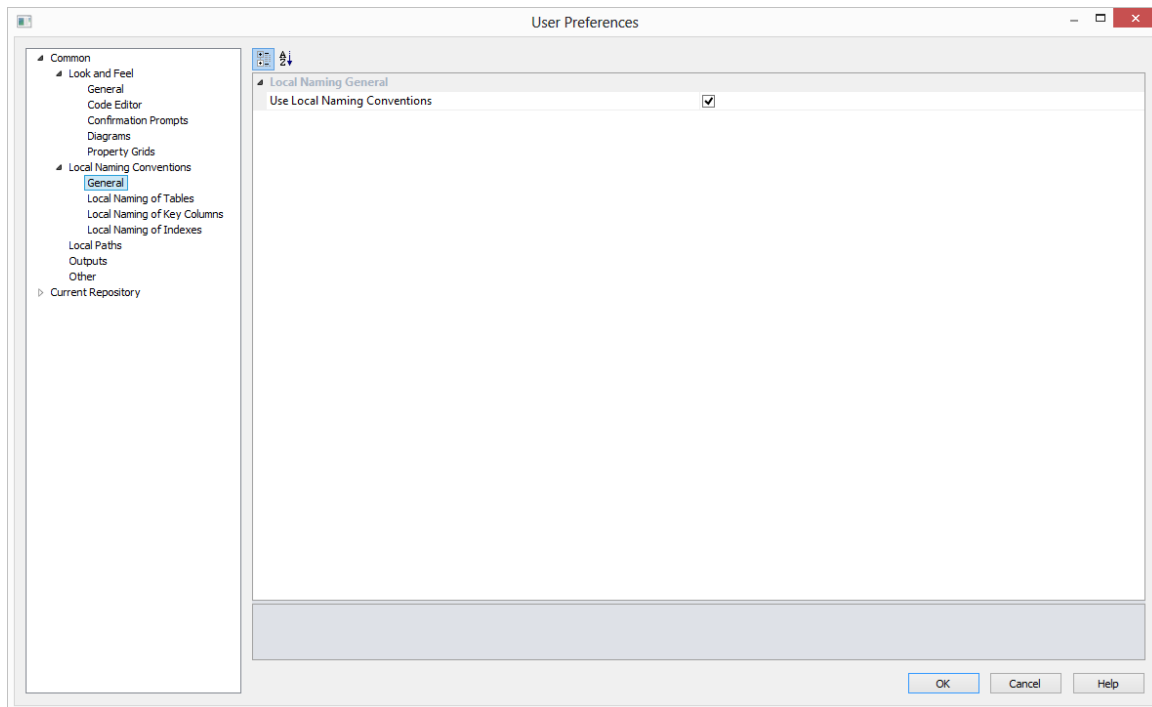 User Preferences
Common
Look and Feel
General
Code Editor
Confirmation Prompts
Diagrams
Property Grids
Local Naming Conventions
General
Local Naming of Tables
Local Naming of Key Columns
Local Naming of Indexes
Local Paths
Outputs
Other
Current Repository
Local Naming General
Use Local Naming Conventions
OK Cancel Help